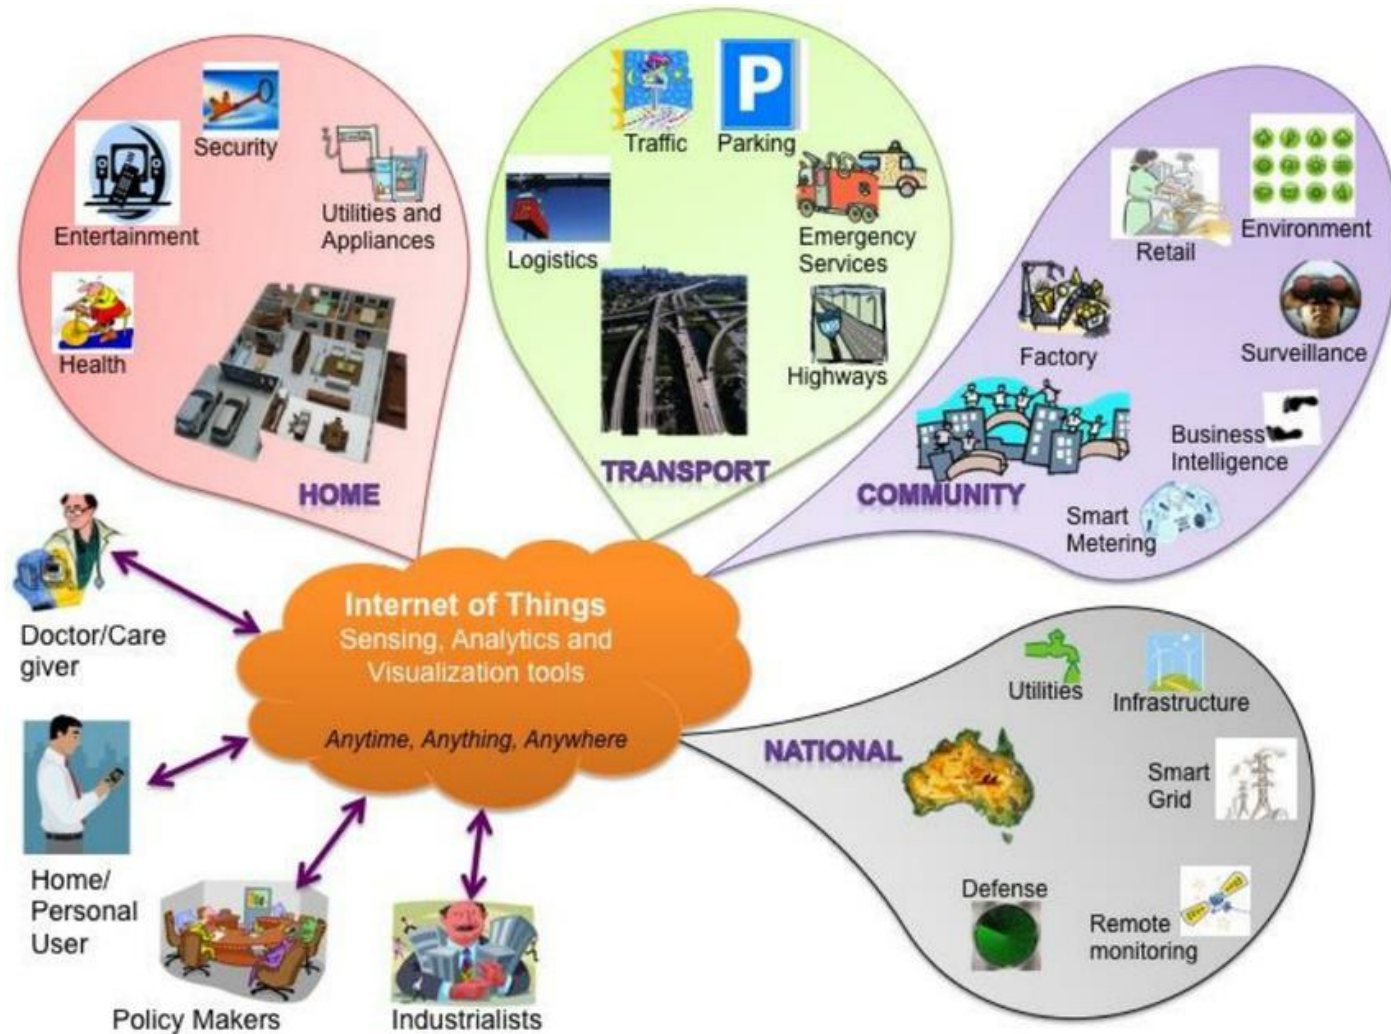 Security
Entertainment
Utilities and
Appliances
Health
HOME
Traffic
P
Parking
Logistics
Emergency
Services
Highways
TRANSPORT
Retail
Environment
Factory
Surveillance
Business
Intelligence
COMMUNITY
Smart
Metering
Internet of Things
Sensing, Analytics and
Visualization tools
Anytime, Anything, Anywhere
Doctor/Care
giver
Home/
Personal
User
Policy Makers
Industrialists
NATIONAL
Utilities
Infrastructure
Smart
Grid
Defense
Remote
monitoring